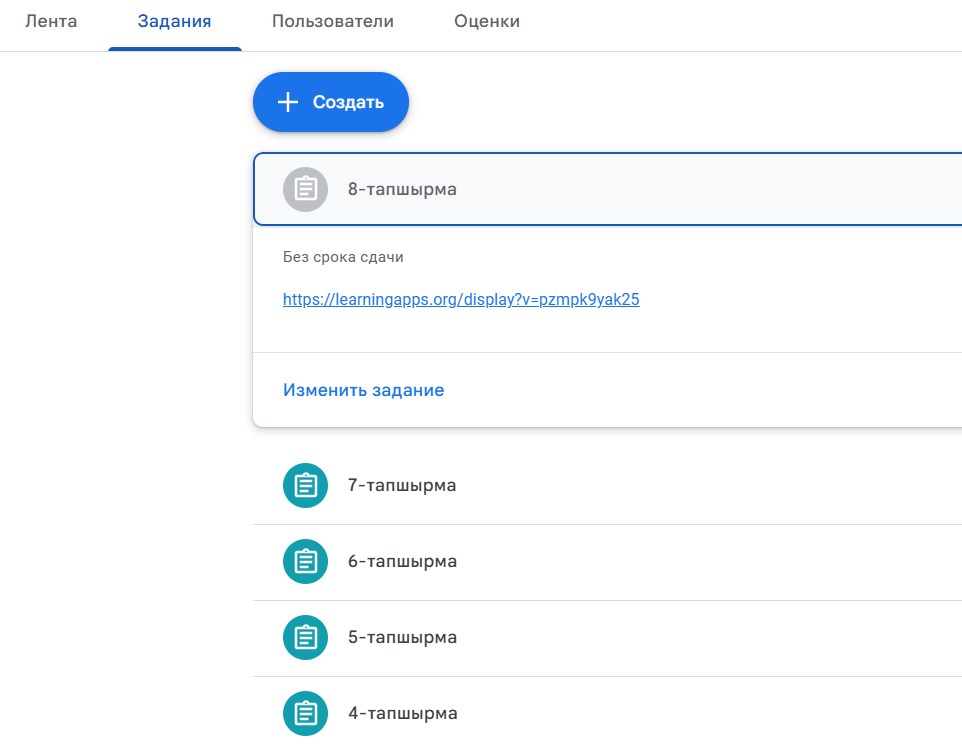 Лента Задания Пользователи Оценки
Создать
8-тапшырма
Без срока сдачи
https://learningapps.org/display?v=pzmpk9yak25
Изменить задание
7-тапшырма
6-тапшырма
5-тапшырма
4-тапшырма